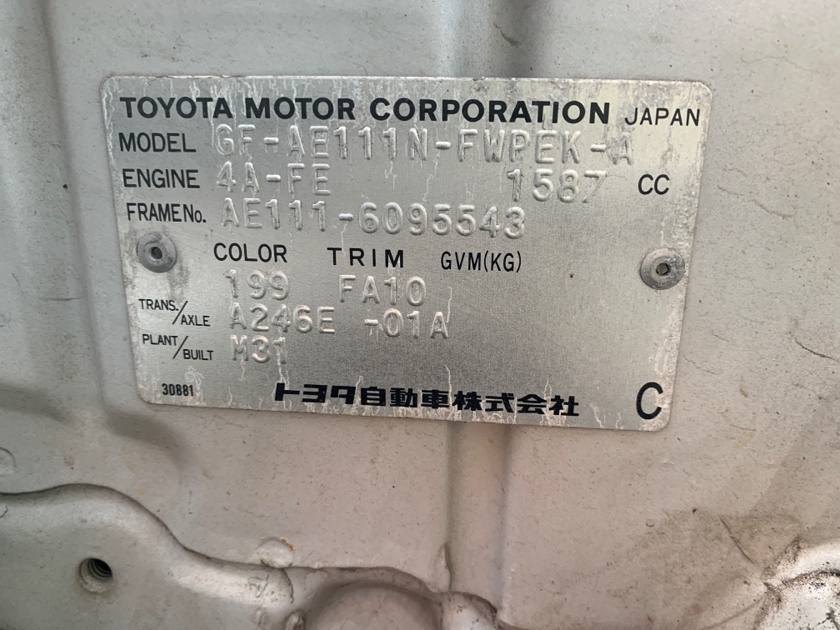 TOYOTA MOTOR CORPORATION JAPAN
MODEL GF-AE111N-FWPEK-A
ENGINE 4A-FE 1587 CC
FRAME No. AE111-6095543
COLOR TRIM GVM(KG)
199 FA10
TRANS./AXLE A246E -01A
PLANT/BUILT M31
30881 トヨタ自動車株式会社 C